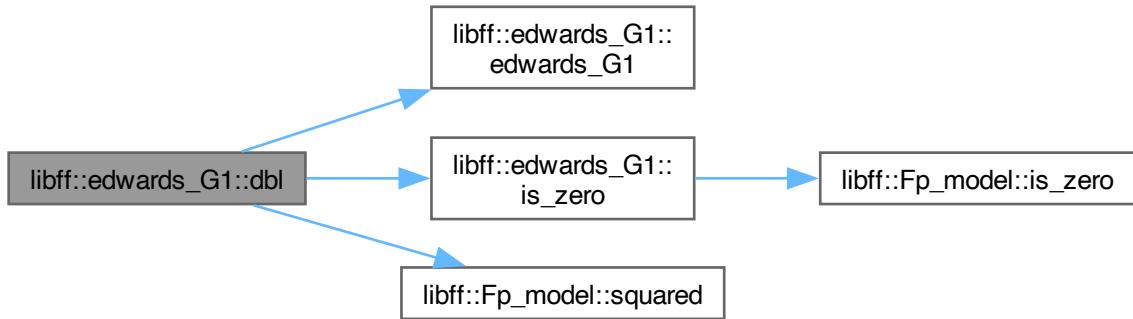 libff::edwards_G1::
edwards_G1
libff::edwards_G1::dbl
libff::edwards_G1::
is_zero
libff::Fp_model::is_zero
libff::Fp_model::squared